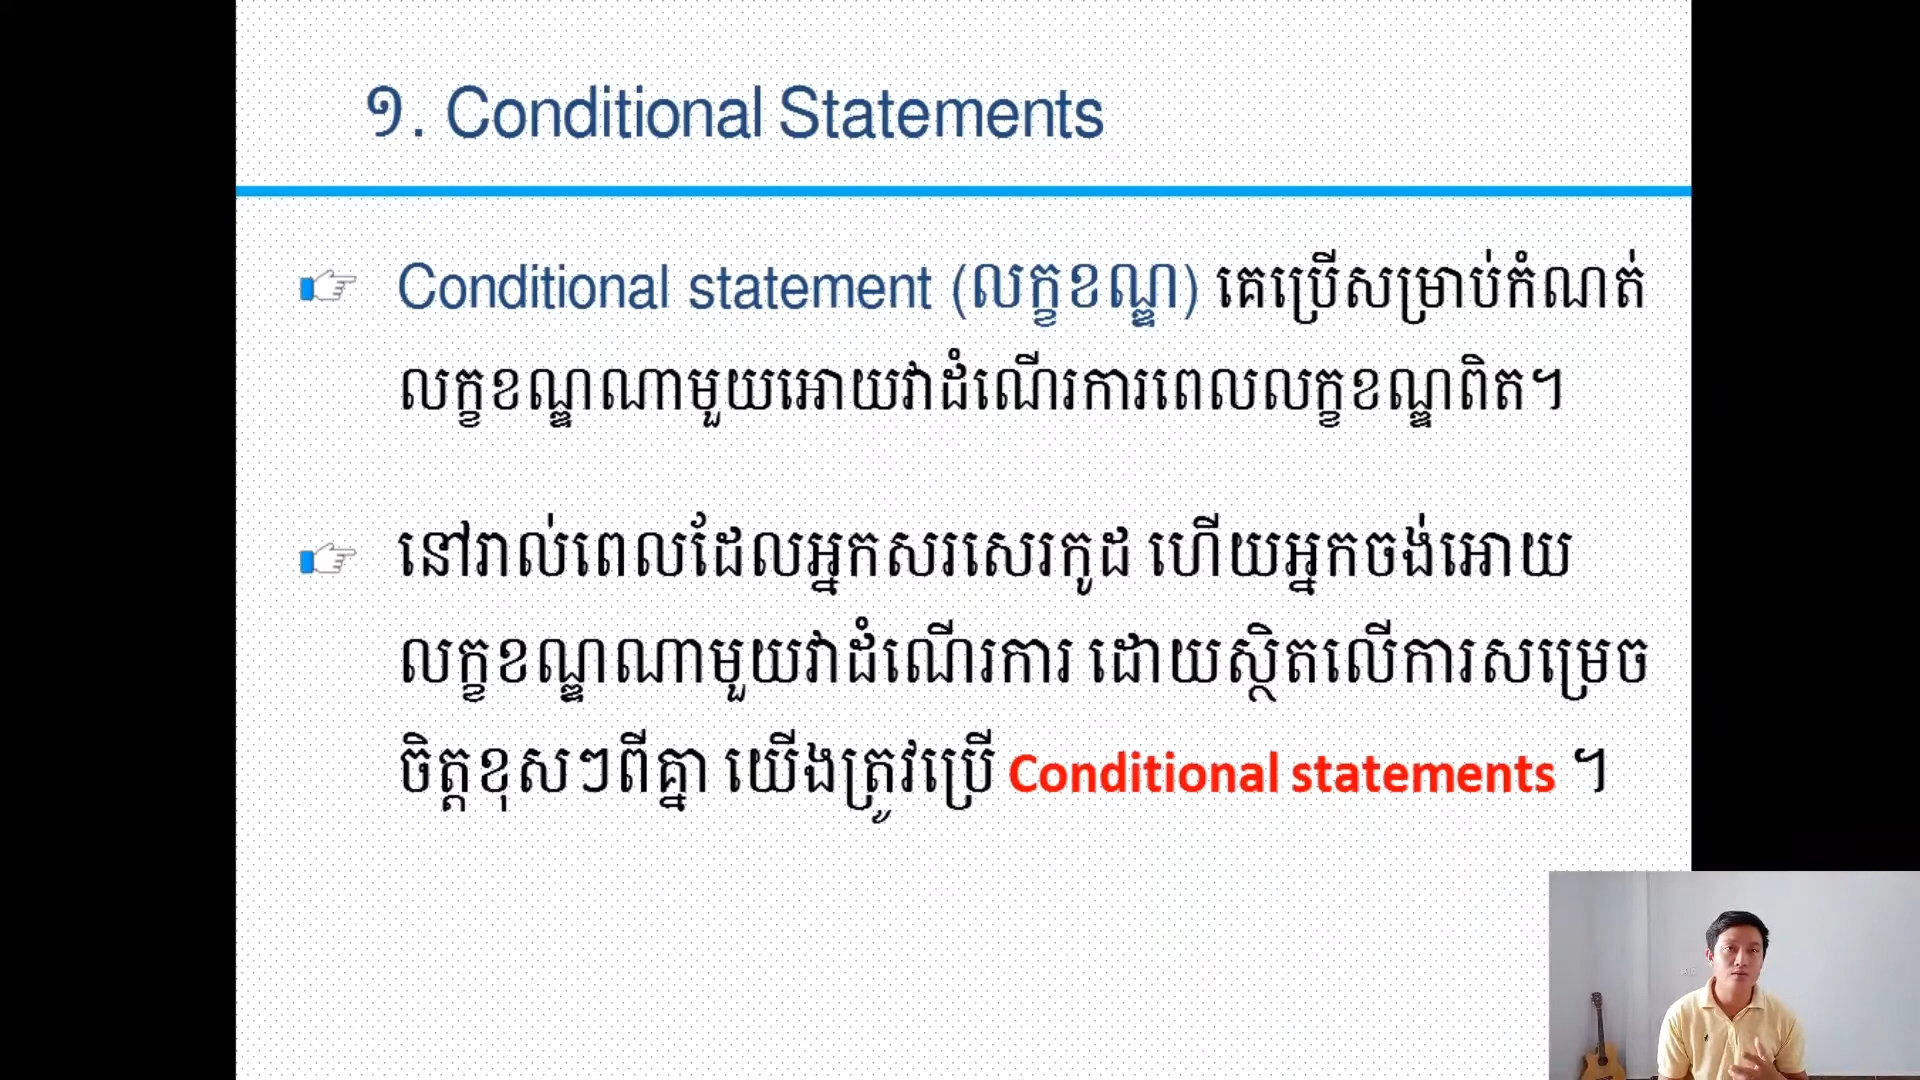 ១. Conditional Statements
Conditional statement (លក្ខខណ្ឌ) គេប្រើសម្រាប់កំណត់
លក្ខខណ្ឌណាមួយអោយវាដំណើរការពេលលក្ខខណ្ឌពិត។
នៅរាល់ពេលដែលអ្នកសរសេរកូដ ហើយអ្នកចង់អោយ
លក្ខខណ្ឌណាមួយវាដំណើរការ ដោយស្ថិតលើការសម្រេច
ចិត្តខុសៗពីគ្នា យើងត្រូវប្រើ Conditional statements ។